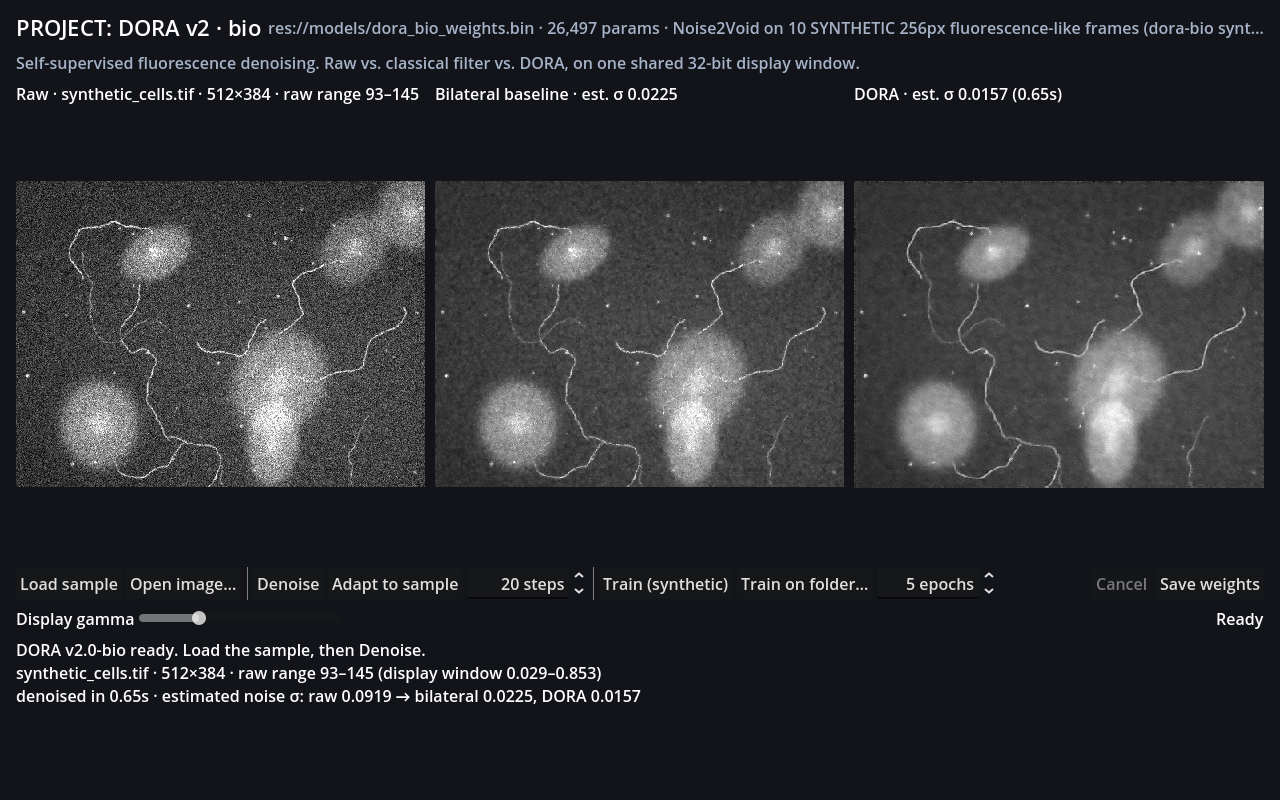 PROJECT: DORA v2 · bio res://models/dora_bio_weights.bin · 26,497 params · Noise2Void on 10 SYNTHETIC 256px fluorescence-like frames (dora-bio synt...
Self-supervised fluorescence denoising. Raw vs. classical filter vs. DORA, on one shared 32-bit display window.
Raw · synthetic_cells.tif · 512×384 · raw range 93–145 Bilateral baseline · est. σ 0.0225 DORA · est. σ 0.0157 (0.65s)
Load sample Open image... Denoise Adapt to sample 20 steps Train (synthetic) Train on folder... 5 epochs Cancel Save weights
Display gamma Ready
DORA v2.0-bio ready. Load the sample, then Denoise.
synthetic_cells.tif · 512×384 · raw range 93–145 (display window 0.029–0.853)
denoised in 0.65s · estimated noise σ: raw 0.0919 → bilateral 0.0225, DORA 0.0157